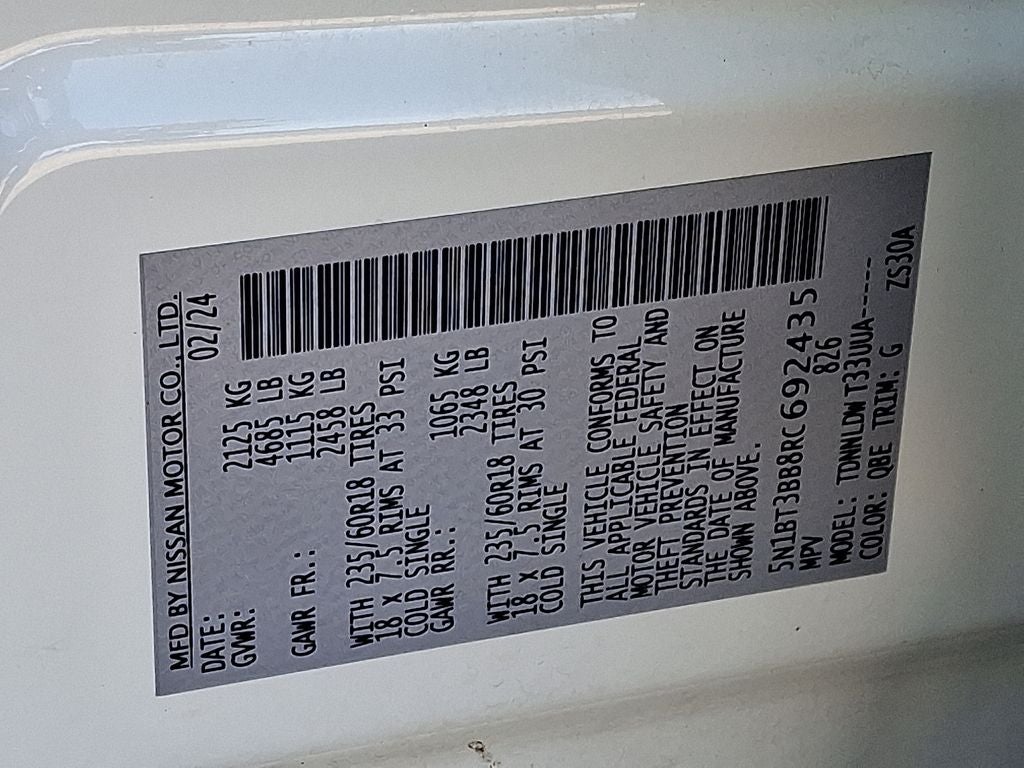 MFD BY NISSAN MOTOR CO., LTD.
DATE: 02/24
GVWR: 2125 KG
4685 LB
GAWR FR.: 1115 KG
2458 LB
WITH 235/60R18 TIRES
18 X 7.5 RIMS AT 33 PSI
COLD SINGLE
GAWR RR.: 1065 KG
2348 LB
WITH 235/60R18 TIRES
18 X 7.5 RIMS AT 30 PSI
COLD SINGLE
THIS VEHICLE CONFORMS TO
ALL APPLICABLE FEDERAL
MOTOR VEHICLE SAFETY AND
THEFT PREVENTION
STANDARDS IN EFFECT ON
THE DATE OF MANUFACTURE
SHOWN ABOVE.
5N1BT3BB8RC692435
MPV 826
MODEL: TDNNLDWT33UUA-----
COLOR: QBE TRIM: G ZS30A